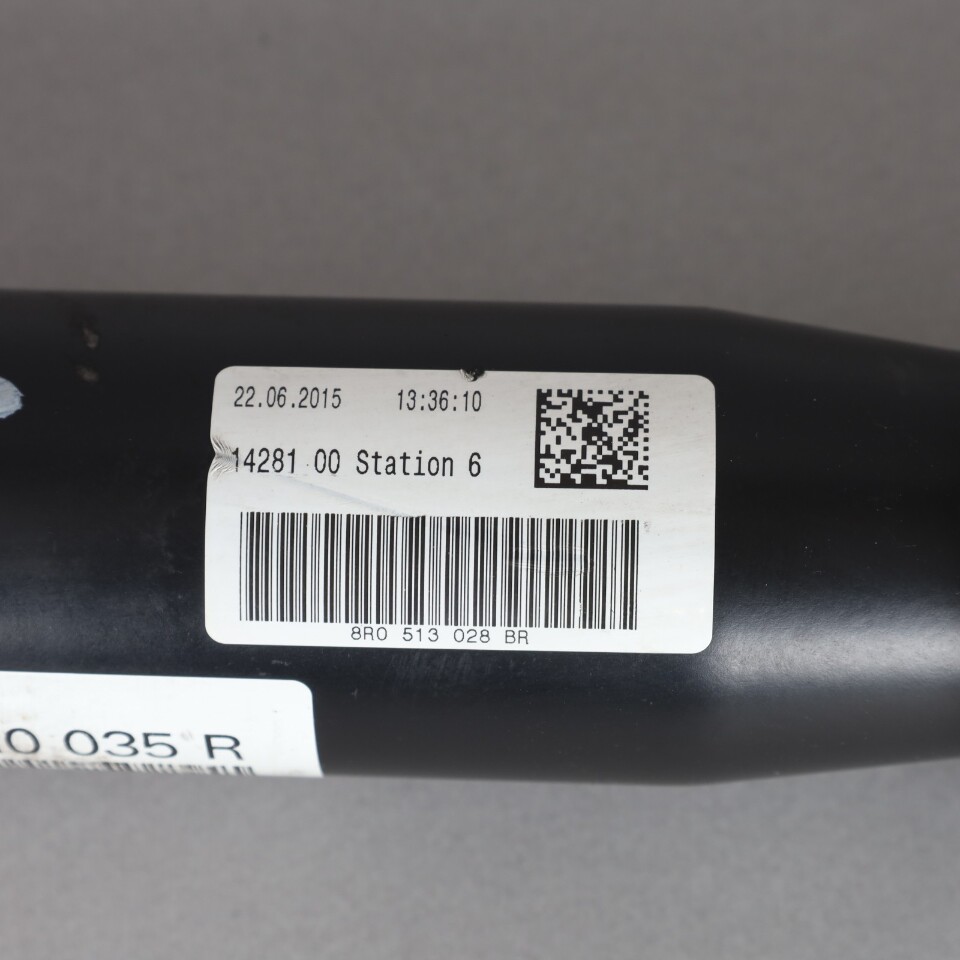 22.06.2015 13:36:10
14281 00 Station 6
8R0 513 028 BR
0 035 R